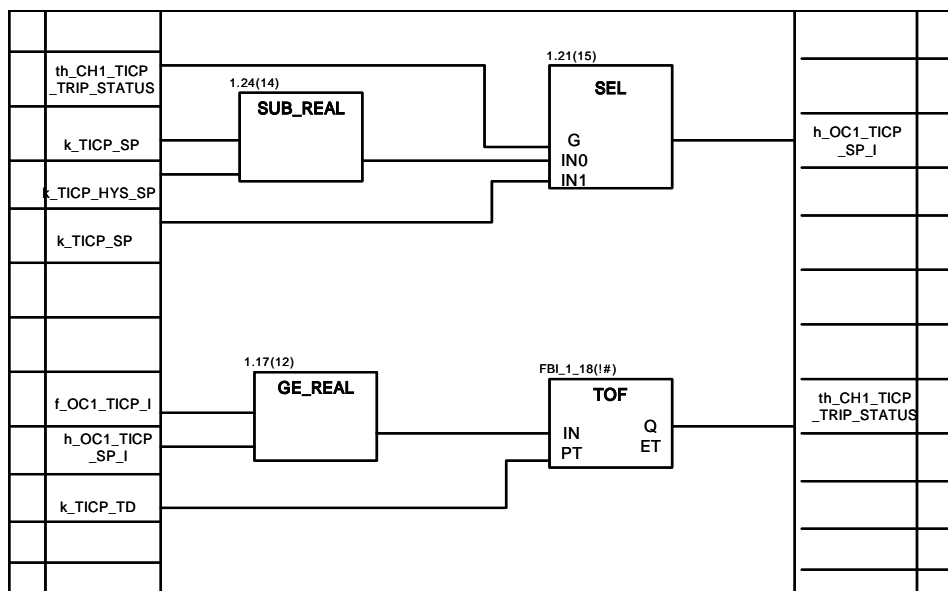 th_CH1_TICP
_TRIP_STATUS
k_TICP_SP
k_TICP_HYS_SP
k_TICP_SP
1.24(14)
SUB_REAL
1.21(15)
SEL
G
IN0
IN1
h_OC1_TICP
_SP_I
f_OC1_TICP_I
h_OC1_TICP
_SP_I
k_TICP_TD
1.17(12)
GE_REAL
FBI_1_18(!#)
TOF
IN Q
PT ET
th_CH1_TICP
_TRIP_STATUS